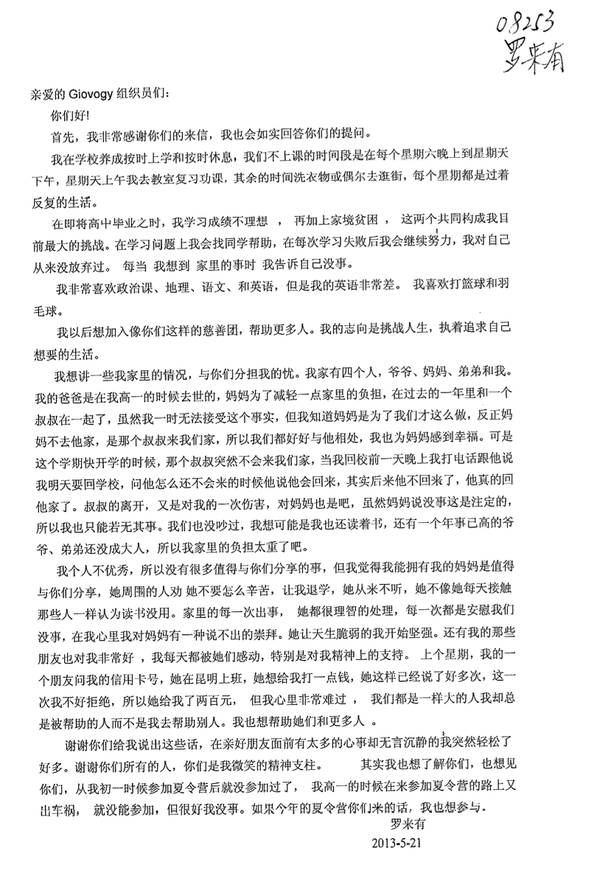 08253
罗来有
亲爱的 Giovogy 组织员们：
你们好!
首先，我非常感谢你们的来信，我也会如实回答你们的提问。
我在学校养成按时上学和按时休息，我们不上课的时间段是在每个星期六晚上到星期天
下午，星期天上午我去教室复习功课，其余的时间洗衣物或偶尔去逛街，每个星期都是过着
反复的生活。
在即将高中毕业之时，我学习成绩不理想 ，再加上家境贫困 ，这两个共同构成我目
前最大的挑战。在学习问题上我会找同学帮助，在每次学习失败后我会继续努力，我对自己
从来没放弃过。 每当 我想到 家里的事时 我告诉自己没事。
我非常喜欢政治课、地理、语文、和英语，但是我的英语非常差。 我喜欢打篮球和羽
毛球。
我以后想加入像你们这样的慈善团，帮助更多人。我的志向是挑战人生，执着追求自己
想要的生活。
我想讲一些我家里的情况，与你们分担我的忧。我家有四个人，爷爷、妈妈、弟弟和我。
我的爸爸是在我高一的时候去世的，妈妈为了减轻一点家里的负担，在过去的一年里和一个
叔叔在一起了，虽然我一时无法接受这个事实，但我知道妈妈是为了我们才这么做，反正妈
妈不去他家，是那个叔叔来我们家，所以我们都好好与他相处，我也为妈妈感到幸福。可是
这个学期快开学的时候，那个叔叔突然不会来我们家，当我回校前一天晚上我打电话跟他说
我明天要回学校，问他怎么还不会来的时候他说他会回来，其实后来他不回来了，他真的回
他家了。叔叔的离开，又是对我的一次伤害，对妈妈也是吧，虽然妈妈说没事这是注定的，
所以我也只能若无其事。我们也没吵过，我想可能是我也还读着书，还有一个年事已高的爷
爷、弟弟还没成大人，所以我家里的负担太重了吧。
我个人不优秀，所以没有很多值得与你们分享的事，但我觉得我能拥有我的妈妈是值得
与你们分享，她周围的人劝 她不要怎么辛苦，让我退学，她从来不听，她不像她每天接触
那些人一样认为读书没用。家里的每一次出事， 她都很理智的处理，每一次都是安慰我们
没事，在我心里我对妈妈有一种说不出的崇拜。她让天生脆弱的我开始坚强。还有我的那些
朋友也对我非常好 ，我每天都被她们感动，特别是对我精神上的支持。 上个星期，我的一
个朋友问我的信用卡号，她在昆明上班，她想给我打一点钱，她这样已经说了好多次，这一
次我不好拒绝，所以她给了两百元， 但我心里非常难过 ， 我们都是一样大的人我却总
是被帮助的人而不是我去帮助别人。我也想帮助她们和更多人 。
谢谢你们给我说出这些话，在亲好朋友面前有太多的心事却无言沉静的我突然轻松了
好多。谢谢你们所有的人，你们是我微笑的精神支柱。 其实我也想了解你们，也想见
你们，从我初一时候参加夏令营后就没参加过了， 我高一的时候在来参加夏令营的路上又
出车祸， 就没能参加，但很好我没事。如果今年的夏令营你们来的话，我也想参与.
罗来有
2013-5-21